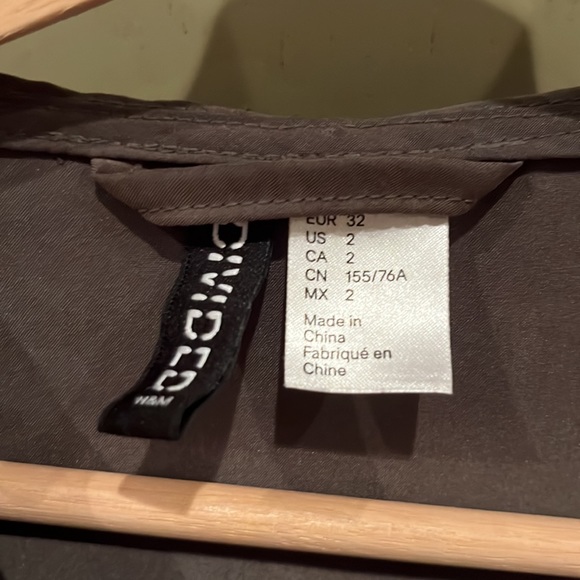 DIVIDED
H&M
EUR 32
US 2
CA 2
CN 155/76A
MX 2
Made in
China
Fabriqué en
Chine